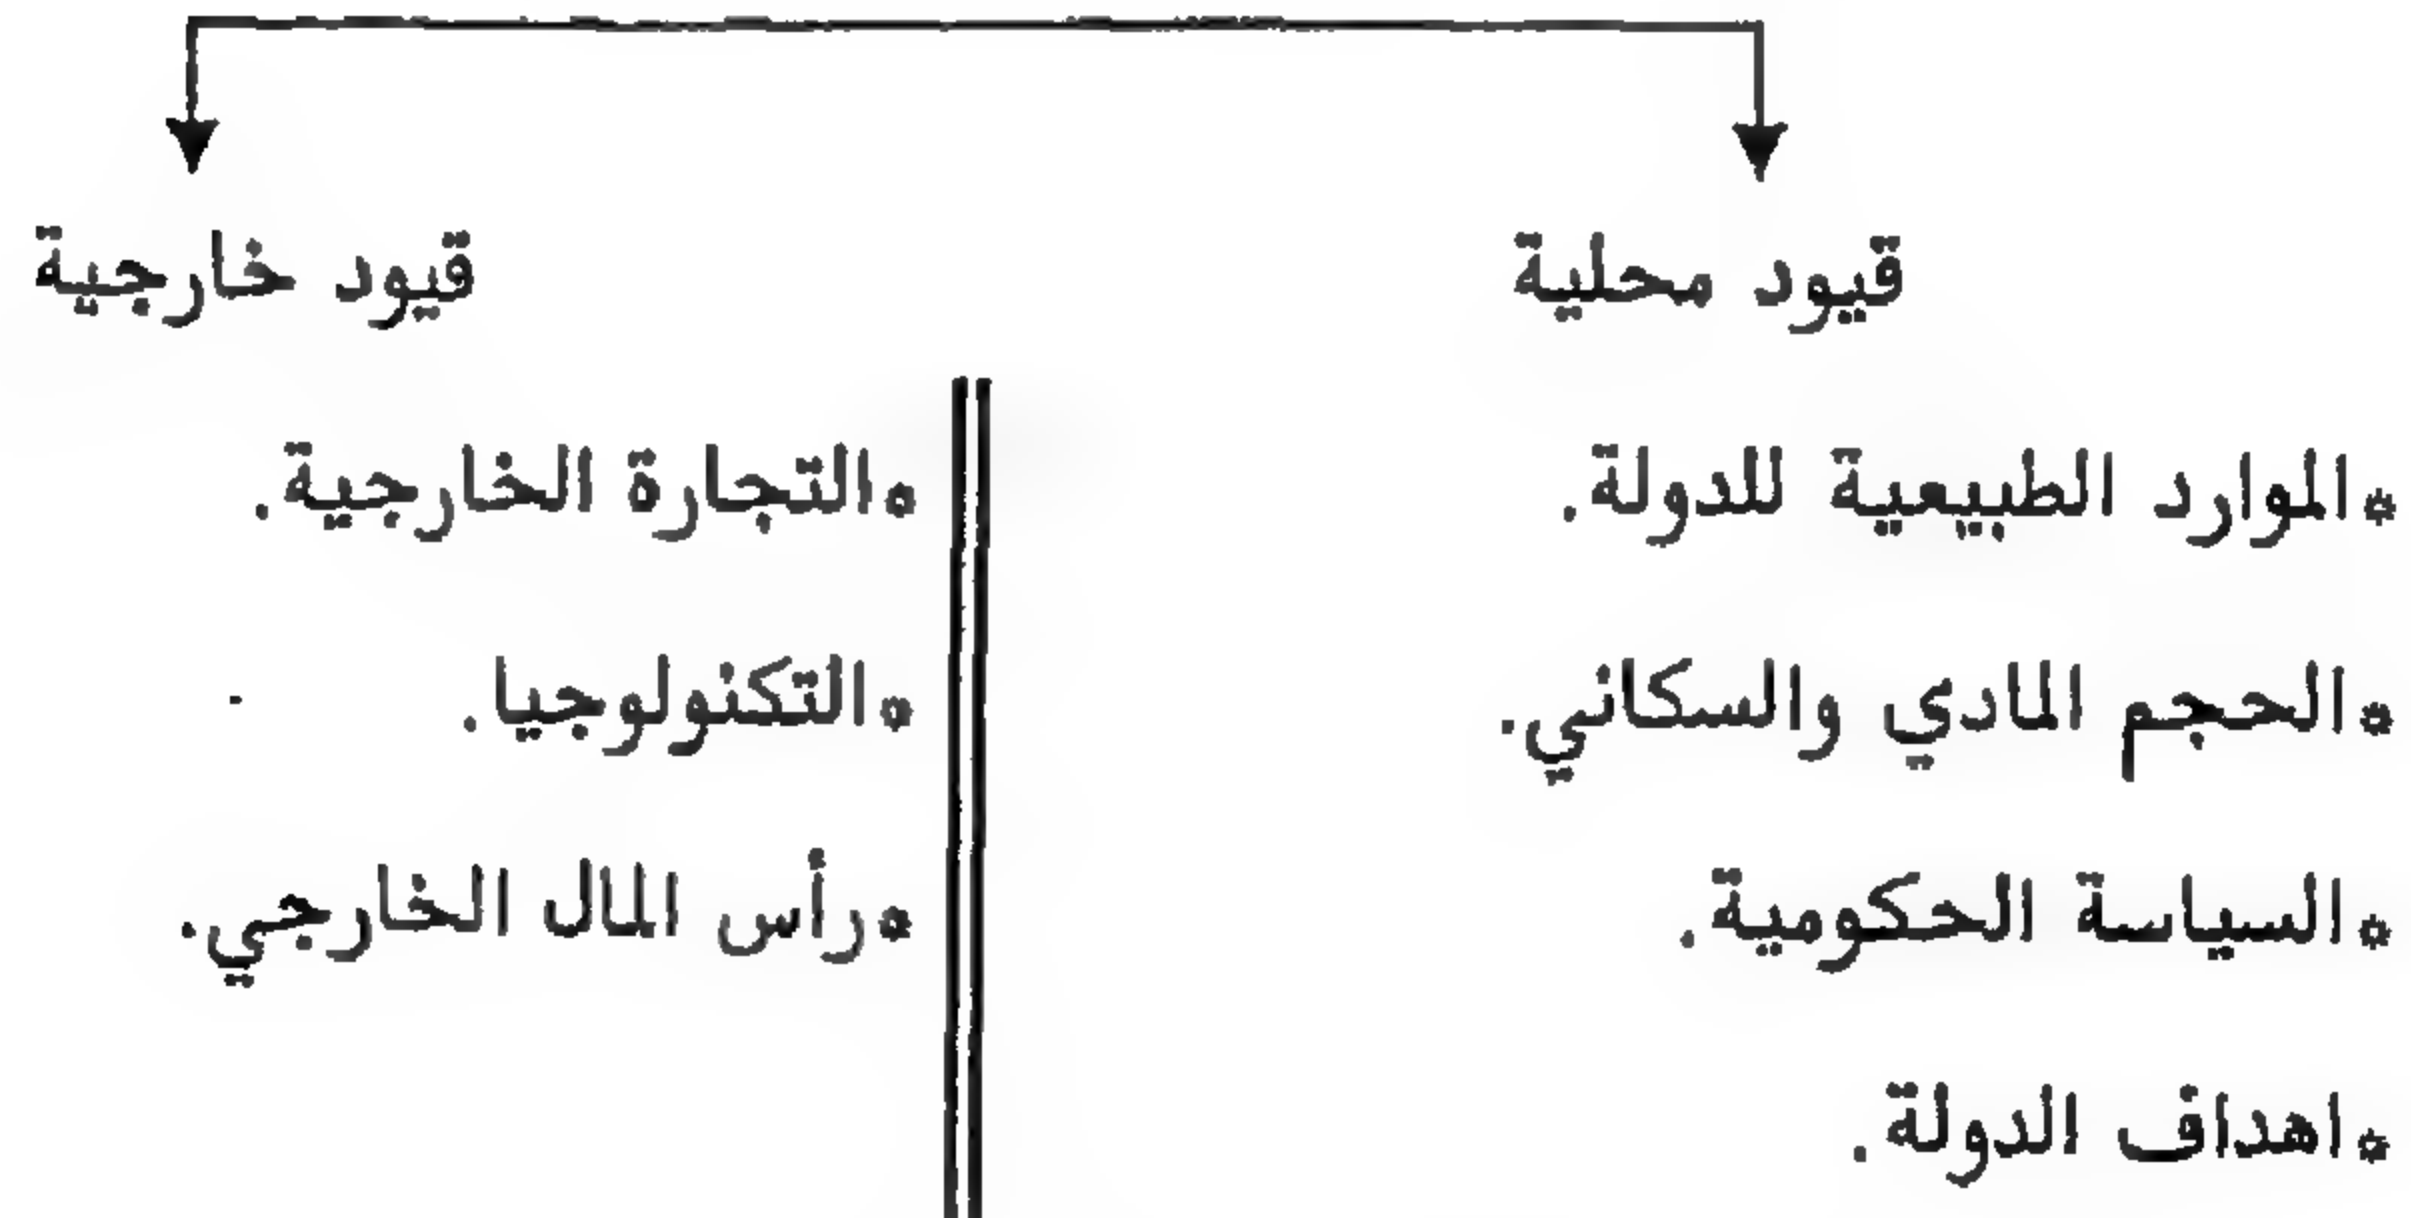 قيود محلية
*الموارد الطبيعية للدولة.
*الحجم المادي والسكاني.
*السياسة الحكومية.
*اهداف الدولة.
قيود خارجية
*التجارة الخارجية.
*التكنولوجيا.
*رأس المال الخارجي.